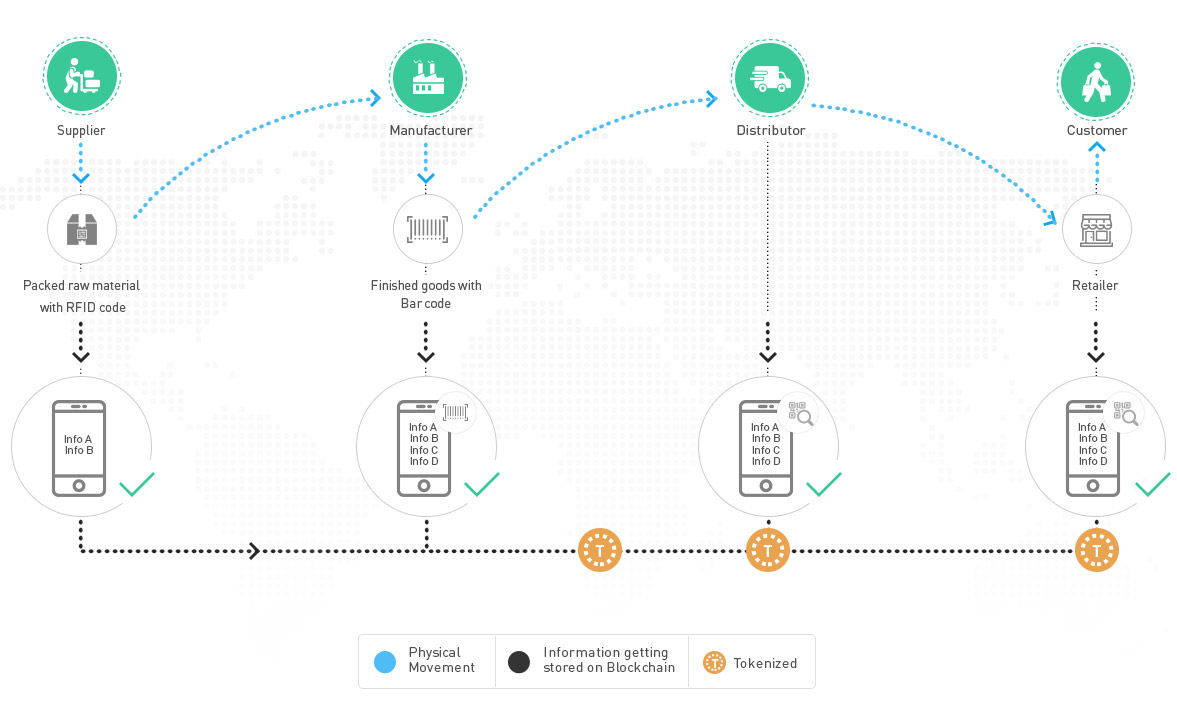 Supplier
Manufacturer
Distributor
Customer
Packed raw material
with RFID code
Finished goods with
Bar code
Retailer
Info A
Info B
Info A
Info B
Info C
Info D
Info A
Info B
Info C
Info D
Info A
Info B
Info C
Info D
T
T
T
Physical
Movement
Information getting
stored on Blockchain
T
Tokenized